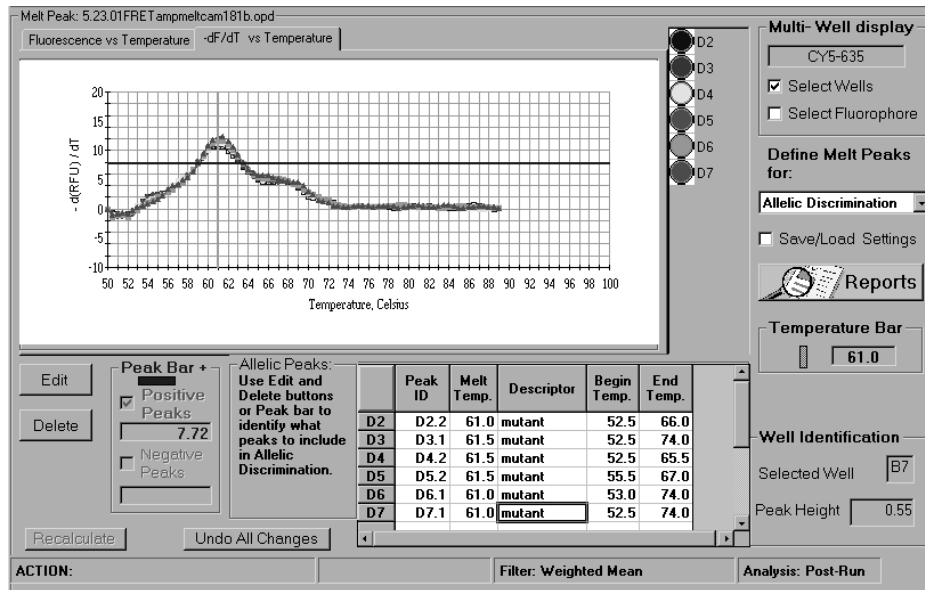 Melt Peak: 5.23.01FRETampmeltcam181b.opd
Fluorescence vs Temperature
-dF/dT vs Temperature
20
15
10
5
0
-5
-10
- d(RFU) / dT
50 52 54 56 58 60 62 64 66 68 70 72 74 76 78 80 82 84 86 88 90 92 94 96 98 100
Temperature, Celsius
D2
D3
D4
D5
D6
D7
Multi- Well display
CY5-635
Select Wells
Select Fluorophore
Define Melt Peaks
for:
Allelic Discrimination
Save/Load Settings
Reports
Temperature Bar
61.0
Edit
Delete
Peak Bar +
Positive
Peaks
7.72
Negative
Peaks
Allelic Peaks:
Use Edit and
Delete buttons
or Peak bar to
identify what
peaks to include
in Allelic
Discrimination.
Peak ID Melt Temp. Descriptor Begin Temp. End Temp.
D2 D2.2 61.0 mutant 52.5 66.0
D3 D3.1 61.5 mutant 52.5 74.0
D4 D4.2 61.5 mutant 52.5 65.5
D5 D5.2 61.5 mutant 55.5 67.0
D6 D6.1 61.0 mutant 53.0 74.0
D7 D7.1 61.0 mutant 52.5 74.0
Well Identification
Selected Well B7
Peak Height 0.55
Recalculate
Undo All Changes
ACTION:
Filter: Weighted Mean
Analysis: Post-Run